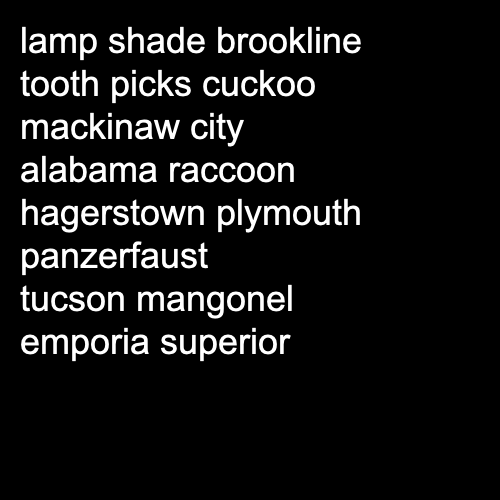 lamp shade brookline
tooth picks cuckoo
mackinaw city
alabama raccoon
hagerstown plymouth
panzerfaust
tucson mangonel
emporia superior